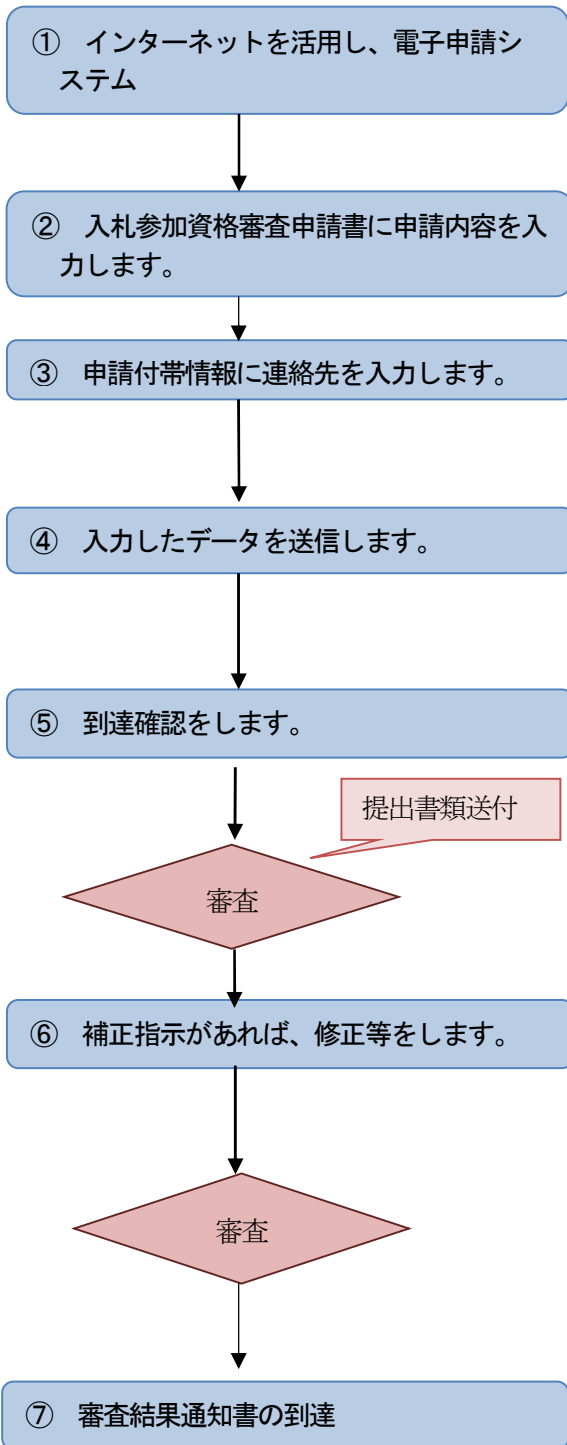 ① インターネットを活用し、電子申請シ
ステム
② 入札参加資格審査申請書に申請内容を入
力します。
③ 申請付帯情報に連絡先を入力します。
④ 入力したデータを送信します。
⑤ 到達確認をします。
提出書類送付
審査
⑥ 補正指示があれば、修正等をします。
審査
⑦ 審査結果通知書の到達